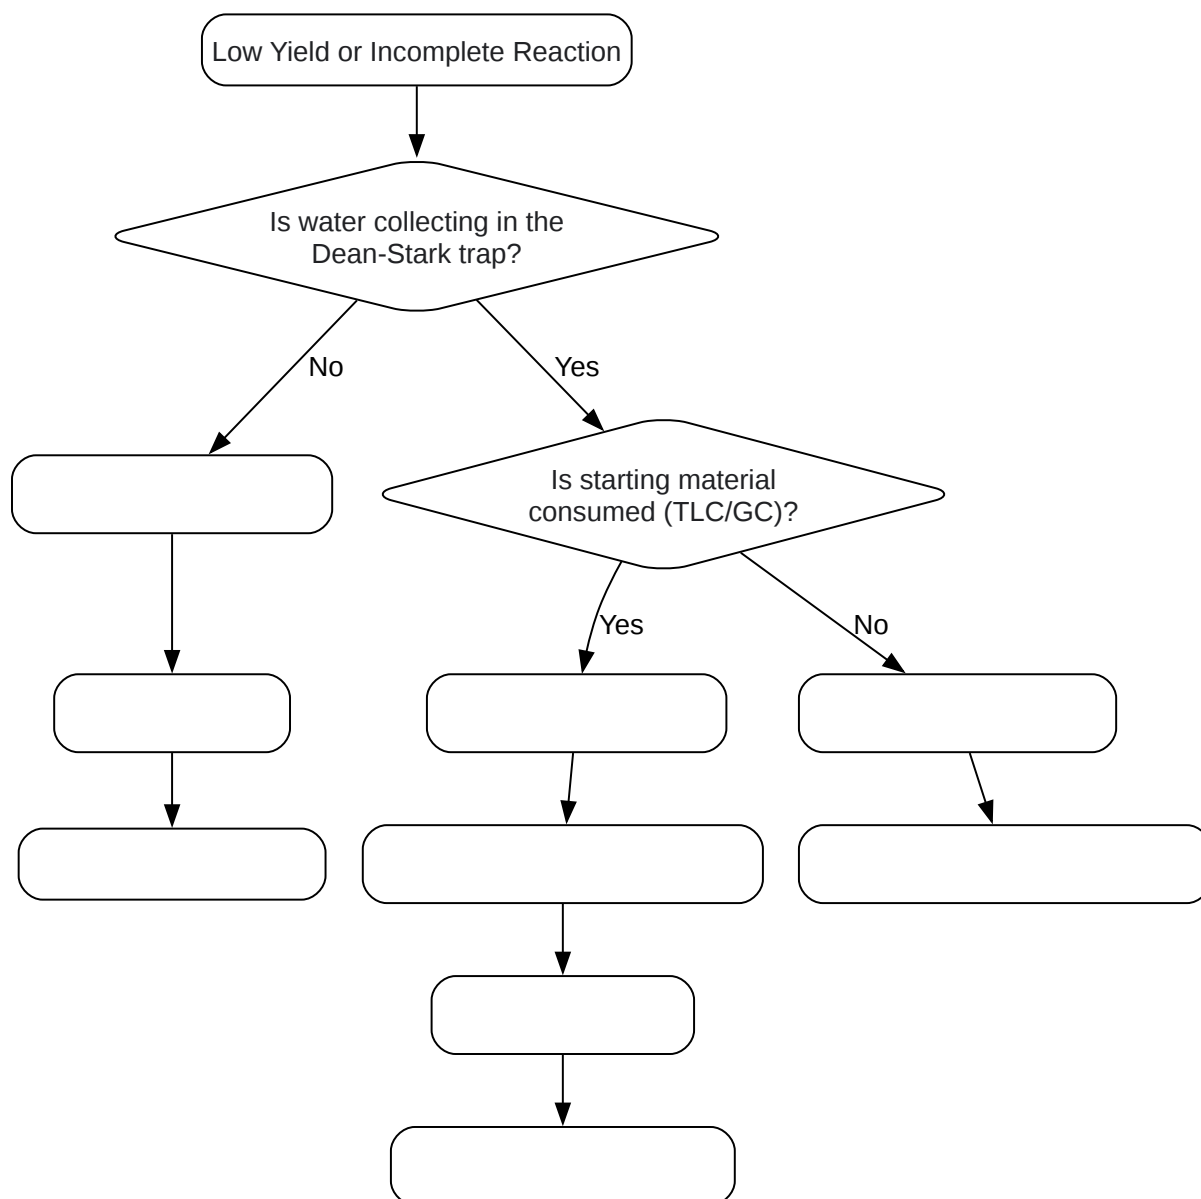 Low Yield or Incomplete Reaction
Is water collecting in the
Dean-Stark trap?
No
Yes
Is starting material
consumed (TLC/GC)?
Yes
No